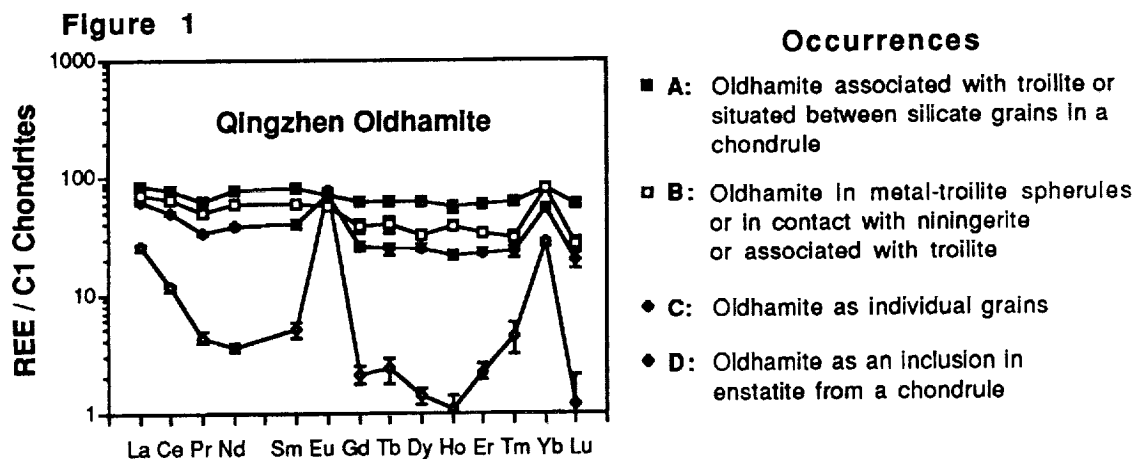 Figure 1
1000
100
10
1
REE / C1 Chondrites
Qingzhen Oldhamite
La Ce Pr Nd Sm Eu Gd Tb Dy Ho Er Tm Yb Lu
Occurrences
A: Oldhamite associated with troilite or
situated between silicate grains in a
chondrule
B: Oldhamite in metal-troilite spherules
or in contact with niningerite
or associated with troilite
C: Oldhamite as individual grains
D: Oldhamite as an inclusion in
enstatite from a chondrule